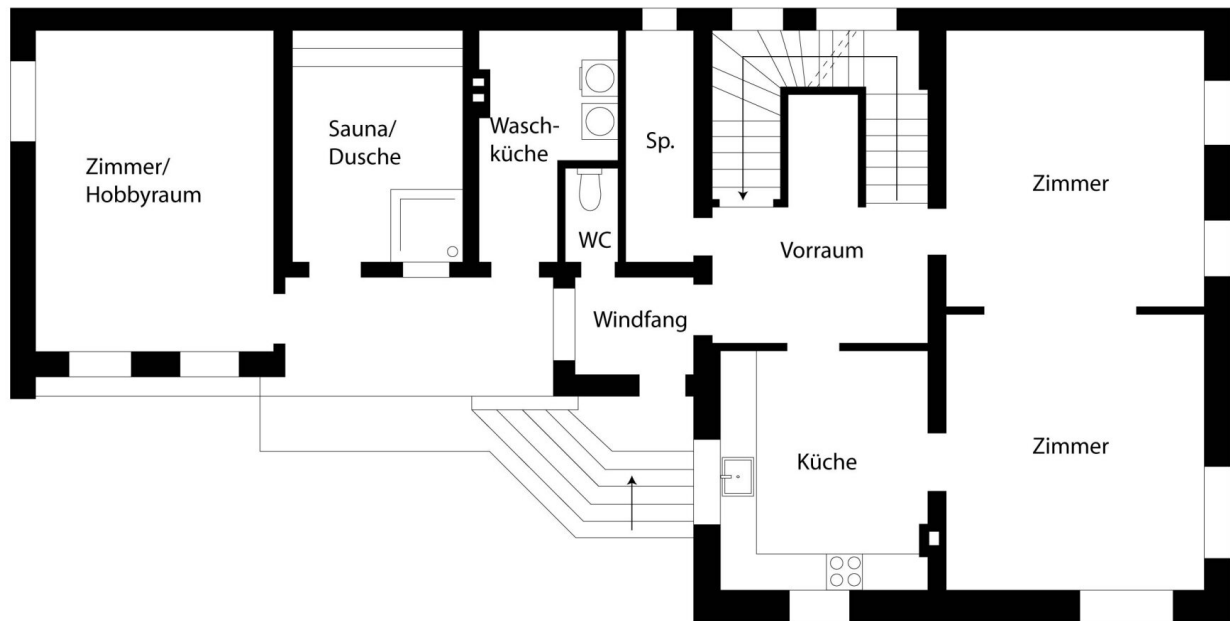 Zimmer/
Hobbyraum
Sauna/
Dusche
Wasch-
küche
WC
Sp.
Windfang
Vorraum
Küche
Zimmer
Zimmer